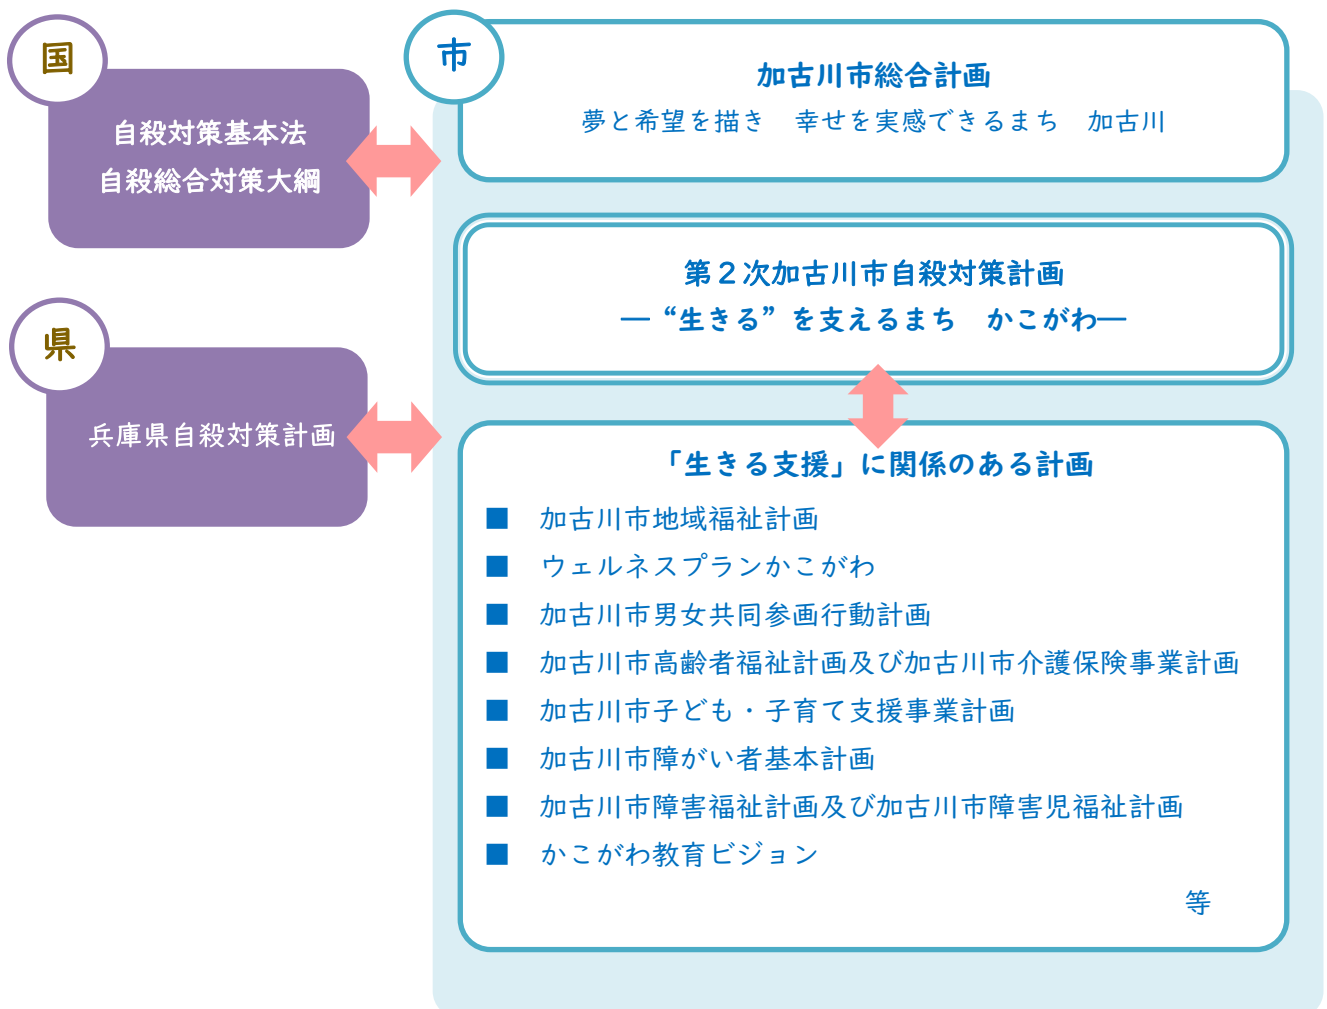 国
自殺対策基本法
自殺総合対策大綱
県
兵庫県自殺対策計画
市
加古川市総合計画
夢と希望を描き　幸せを実感できるまち　加古川
第２次加古川市自殺対策計画
―“生きる”を支えるまち　かこがわ―
「生きる支援」に関係のある計画
■　加古川市地域福祉計画
■　ウェルネスプランかこがわ
■　加古川市男女共同参画行動計画
■　加古川市高齢者福祉計画及び加古川市介護保険事業計画
■　加古川市子ども・子育て支援事業計画
■　加古川市障がい者基本計画
■　加古川市障害福祉計画及び加古川市障害児福祉計画
■　かこがわ教育ビジョン
等